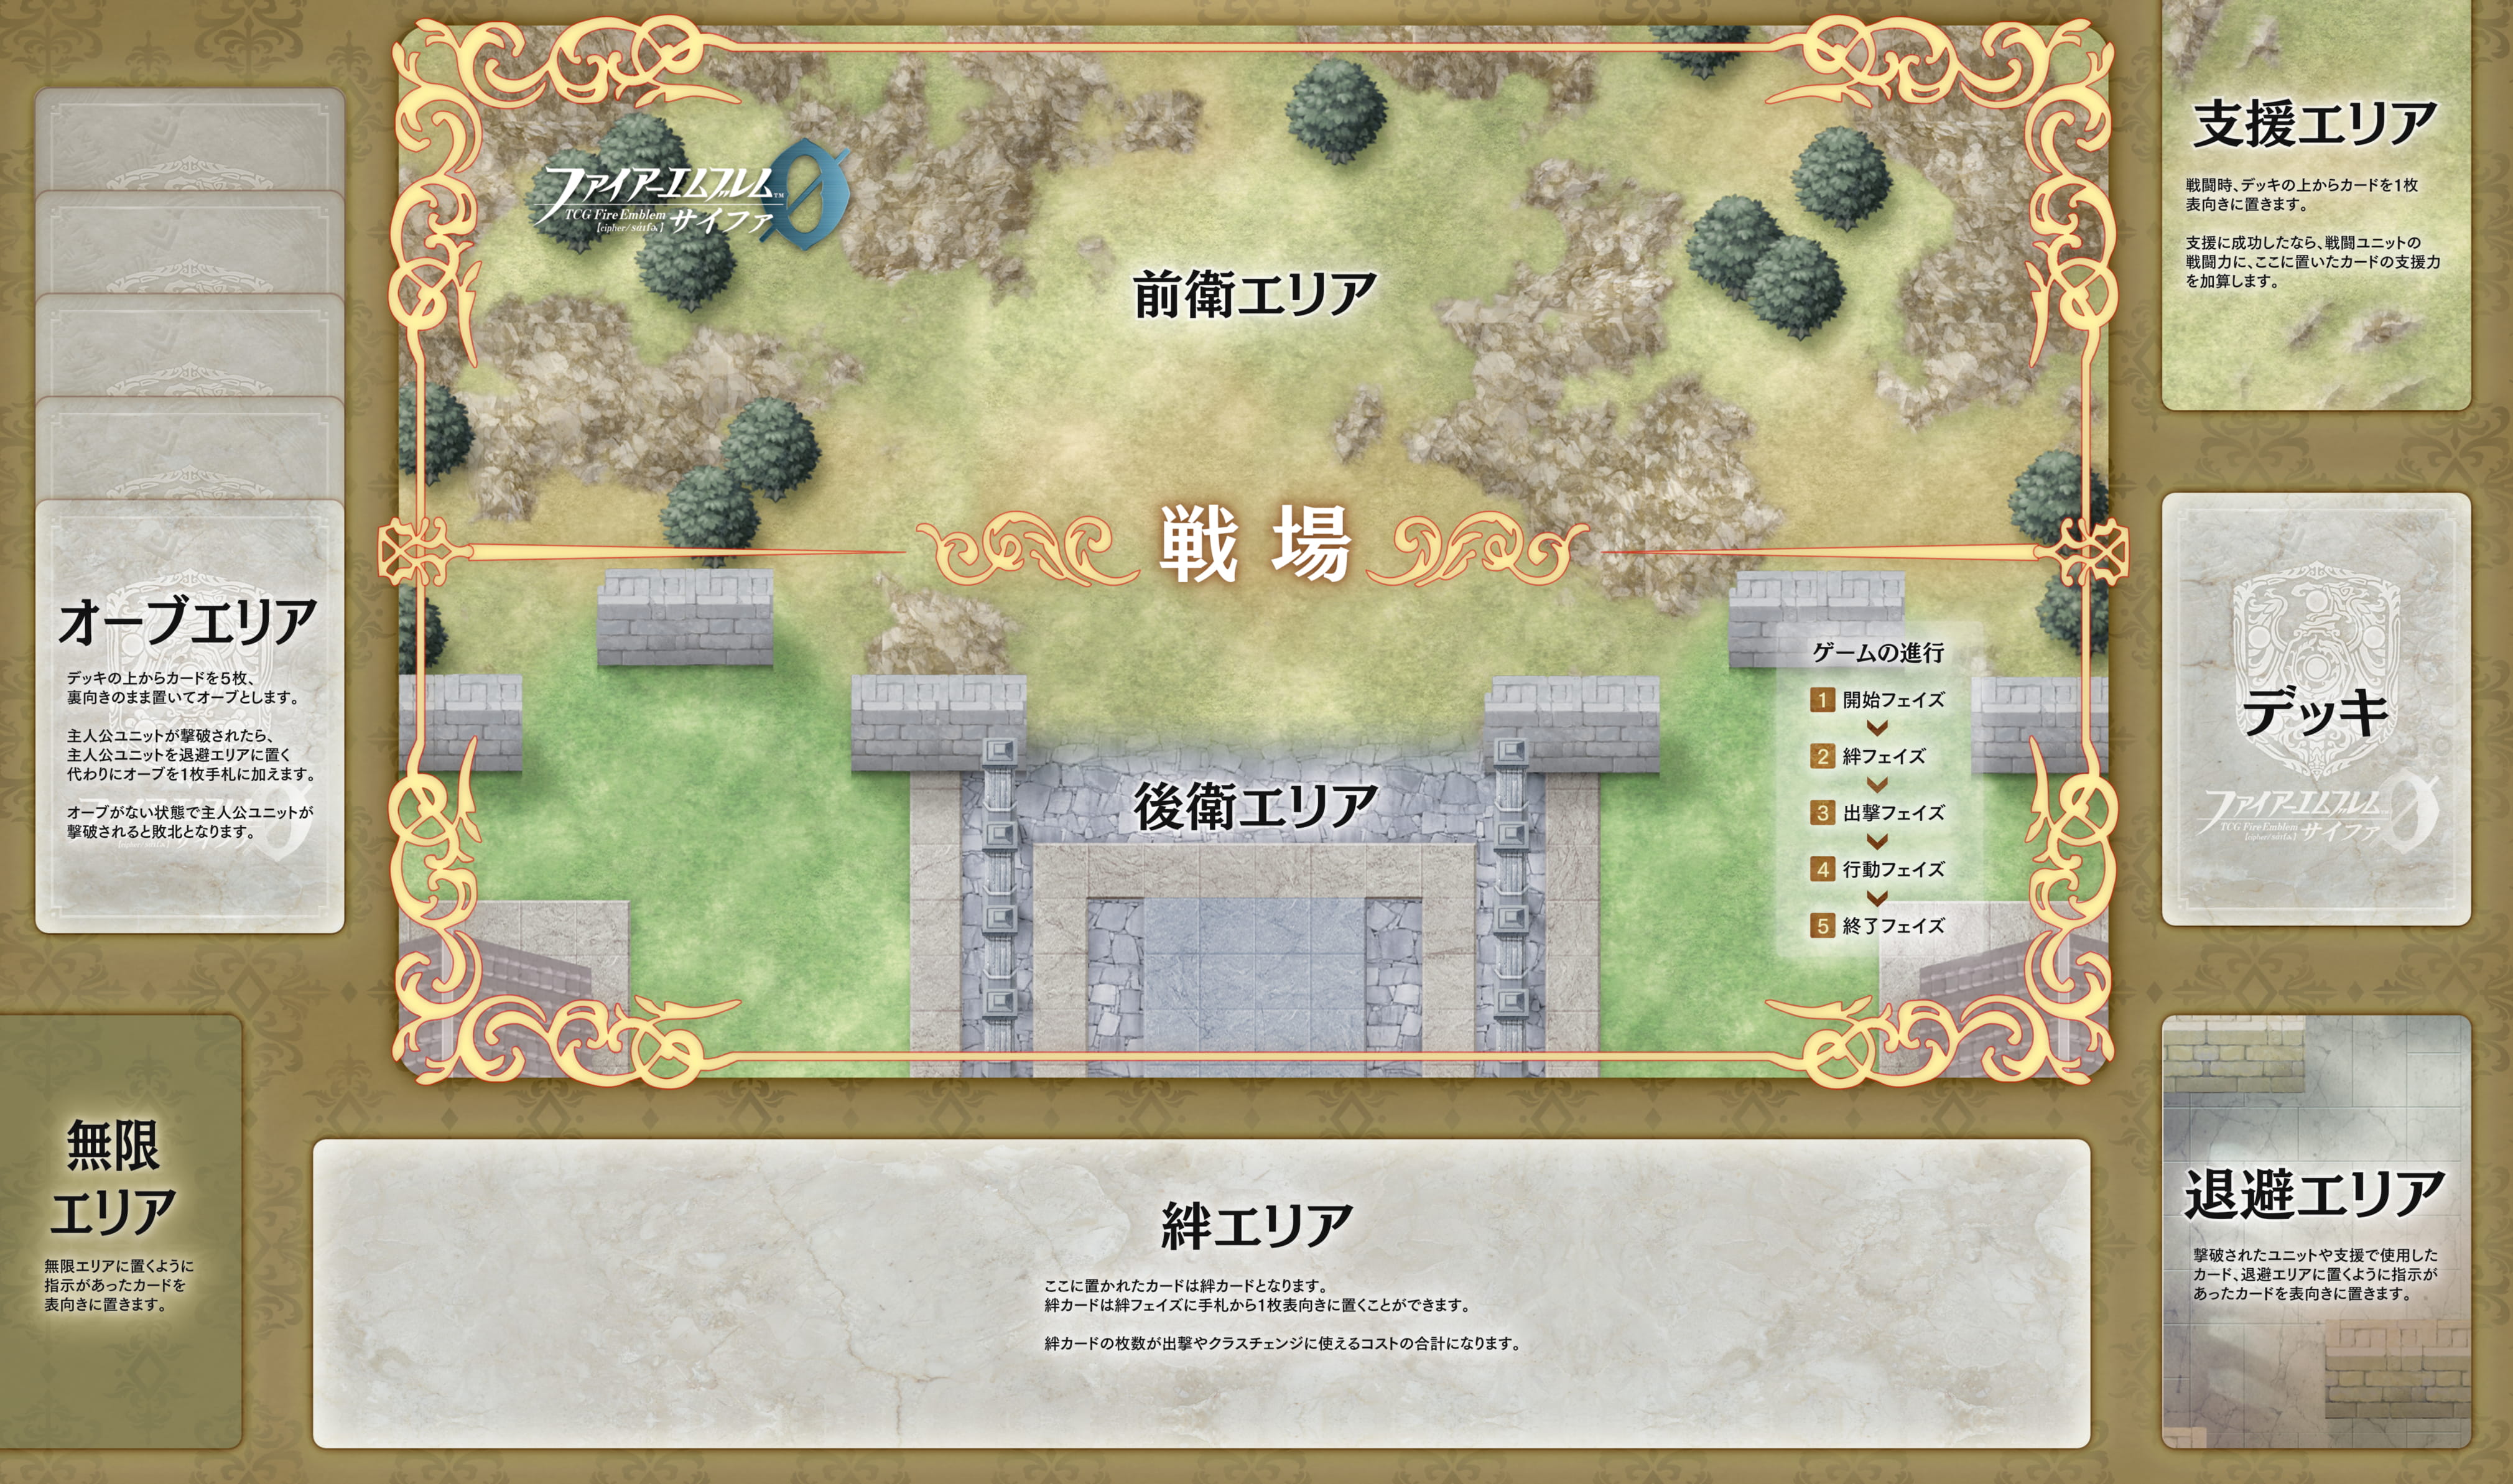 オーブエリア
デッキの上からカードを5枚、
裏向きのまま置いてオーブとします。
主人公ユニットが撃破されたら、
主人公ユニットを退避エリアに置く
代わりにオーブを1枚手札に加えます。
オーブがない状態で主人公ユニットが
撃破されると敗北となります。
無限
エリア
無限エリアに置くように
指示があったカードを
表向きに置きます。
ファイアーエムブレム™ 0
TCG Fire Emblem サイファ
[cipher/sáɪfə]
前衛エリア
戦場
後衛エリア
ゲームの進行
1 開始フェイズ
2 絆フェイズ
3 出撃フェイズ
4 行動フェイズ
5 終了フェイズ
絆エリア
ここに置かれたカードは絆カードとなります。
絆カードは絆フェイズに手札から1枚表向きに置くことができます。
絆カードの枚数が出撃やクラスチェンジに使えるコストの合計になります。
支援エリア
戦闘時、デッキの上からカードを1枚
表向きに置きます。
支援に成功したなら、戦闘ユニットの
戦闘力に、ここに置いたカードの支援力
を加算します。
デッキ
ファイアーエムブレム™ 0
TCG Fire Emblem サイファ
[cipher/sáɪfə]
退避エリア
撃破されたユニットや支援で使用した
カード、退避エリアに置くように指示が
あったカードを表向きに置きます。